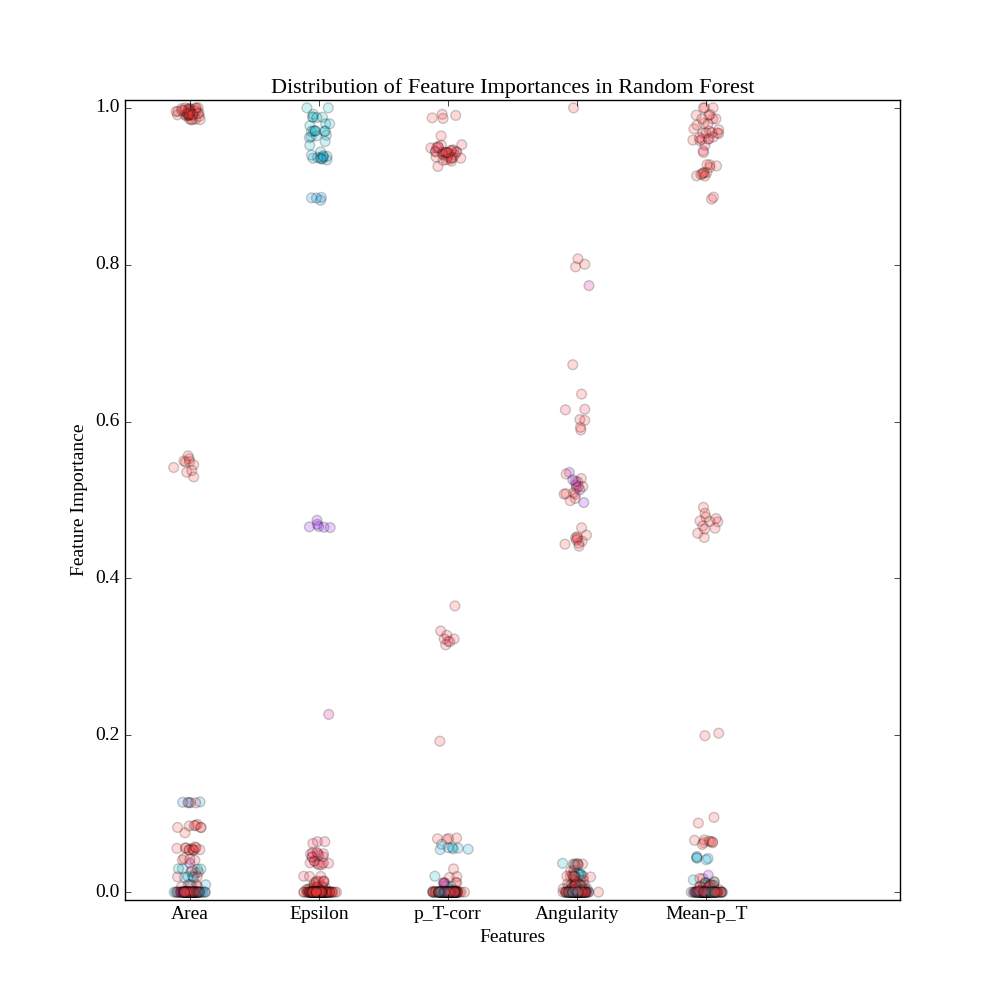 Distribution of Feature Importances in Random Forest
1.0
0.8
0.6
0.4
0.2
0.0
Feature Importance
Area Epsilon p_T-corr Angularity Mean-p_T
Features